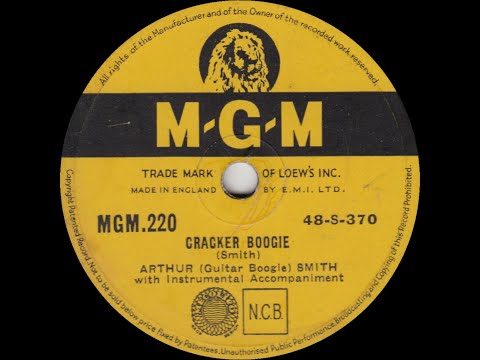 All rights of the Manufacturer and of the Owner of the recorded work reserved.
M-G-M
TRADE MARK OF LOEW'S INC.
MADE IN ENGLAND BY E.M.I. LTD.
MGM.220 48-S-370
CRACKER BOOGIE
(Smith)
ARTHUR (Guitar Boogie) SMITH
with Instrumental Accompaniment
N.C.B.
Copyright Patented Record. Not to be sold below price fixed by Patentees. Unauthorised Public Performance, Broadcasting and Copying of this Record Prohibited.